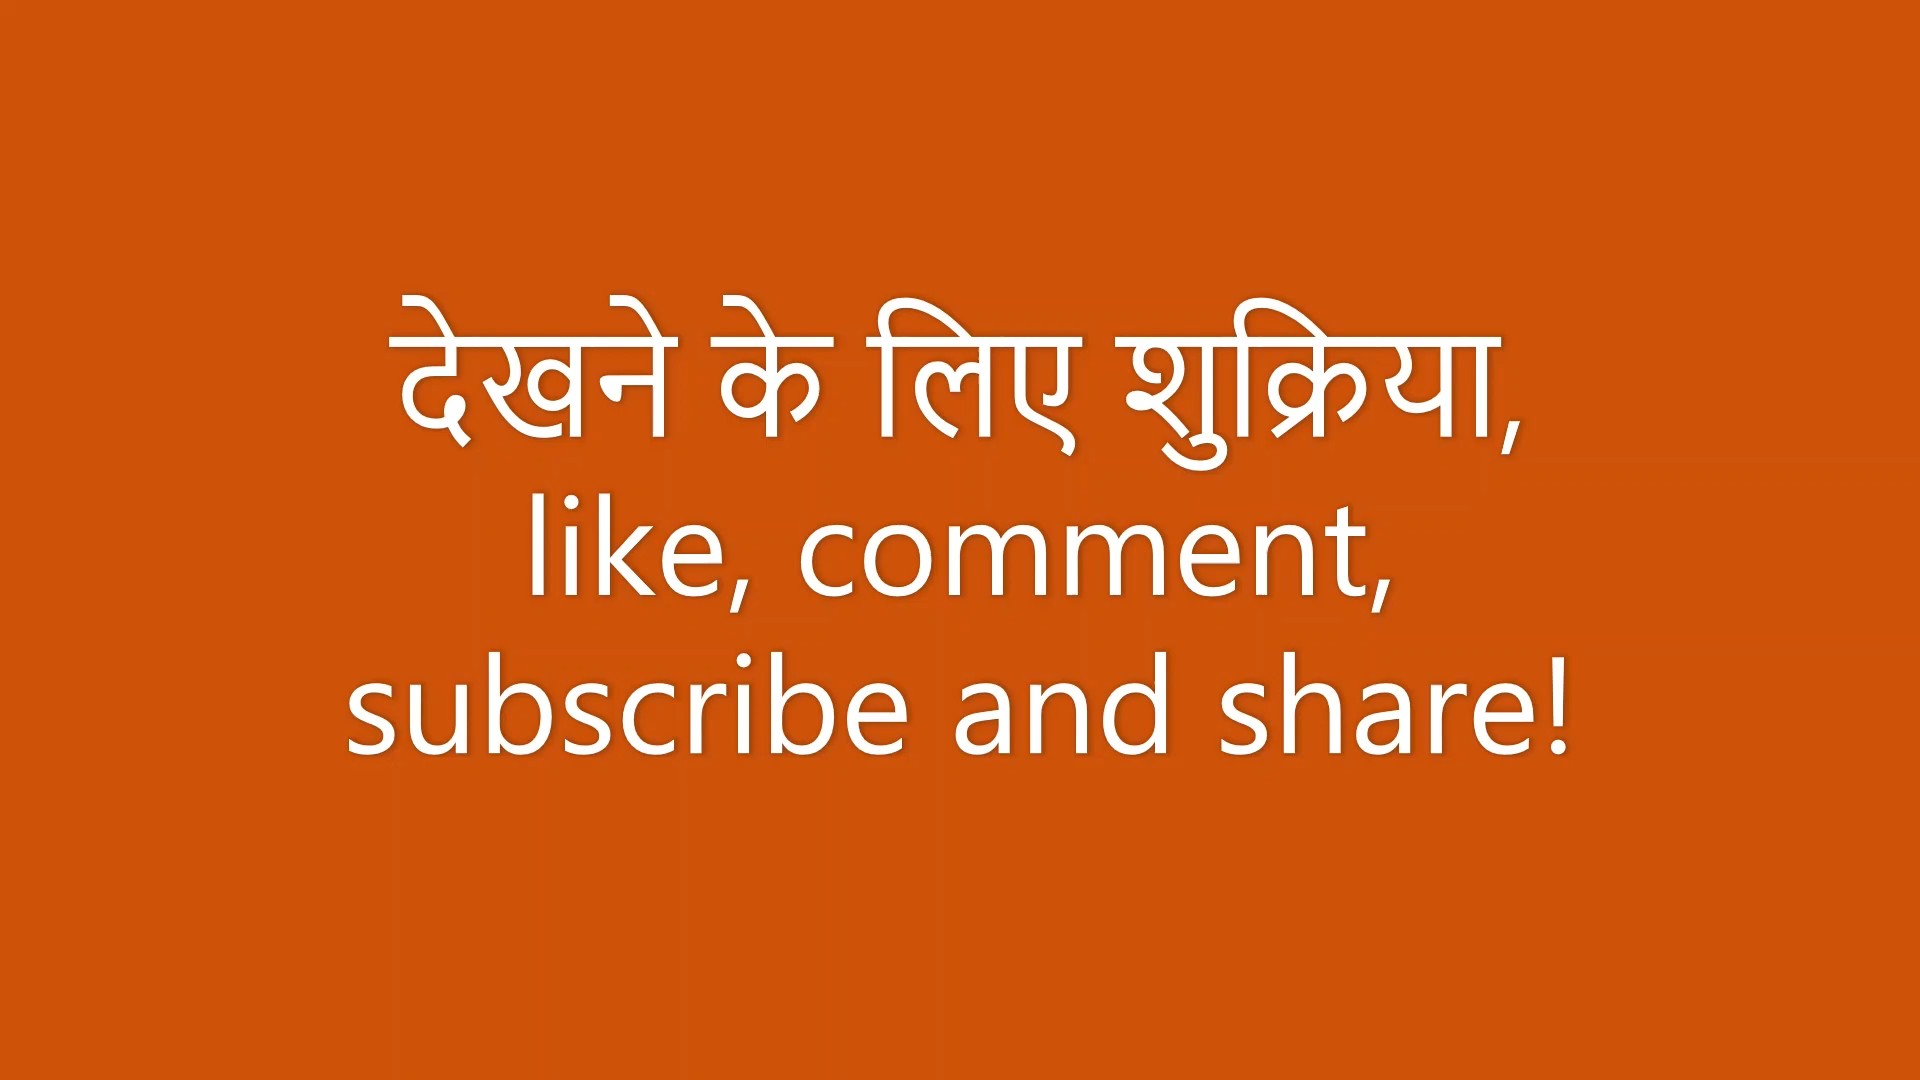 देखने के लिए शुक्रिया,
like, comment,
subscribe and share!